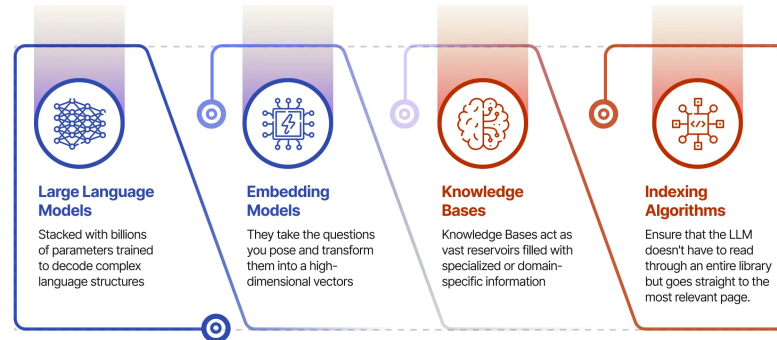 Large Language
Models
Stacked with billions
of parameters trained
to decode complex
language structures
Embedding
Models
They take the questions
you pose and transform
them into a high-
dimensional vectors
Knowledge
Bases
Knowledge Bases act as
vast reservoirs filled with
specialized or domain-
specific information
Indexing
Algorithms
Ensure that the LLM
doesn't have to read
through an entire library
but goes straight to the
most relevant page.